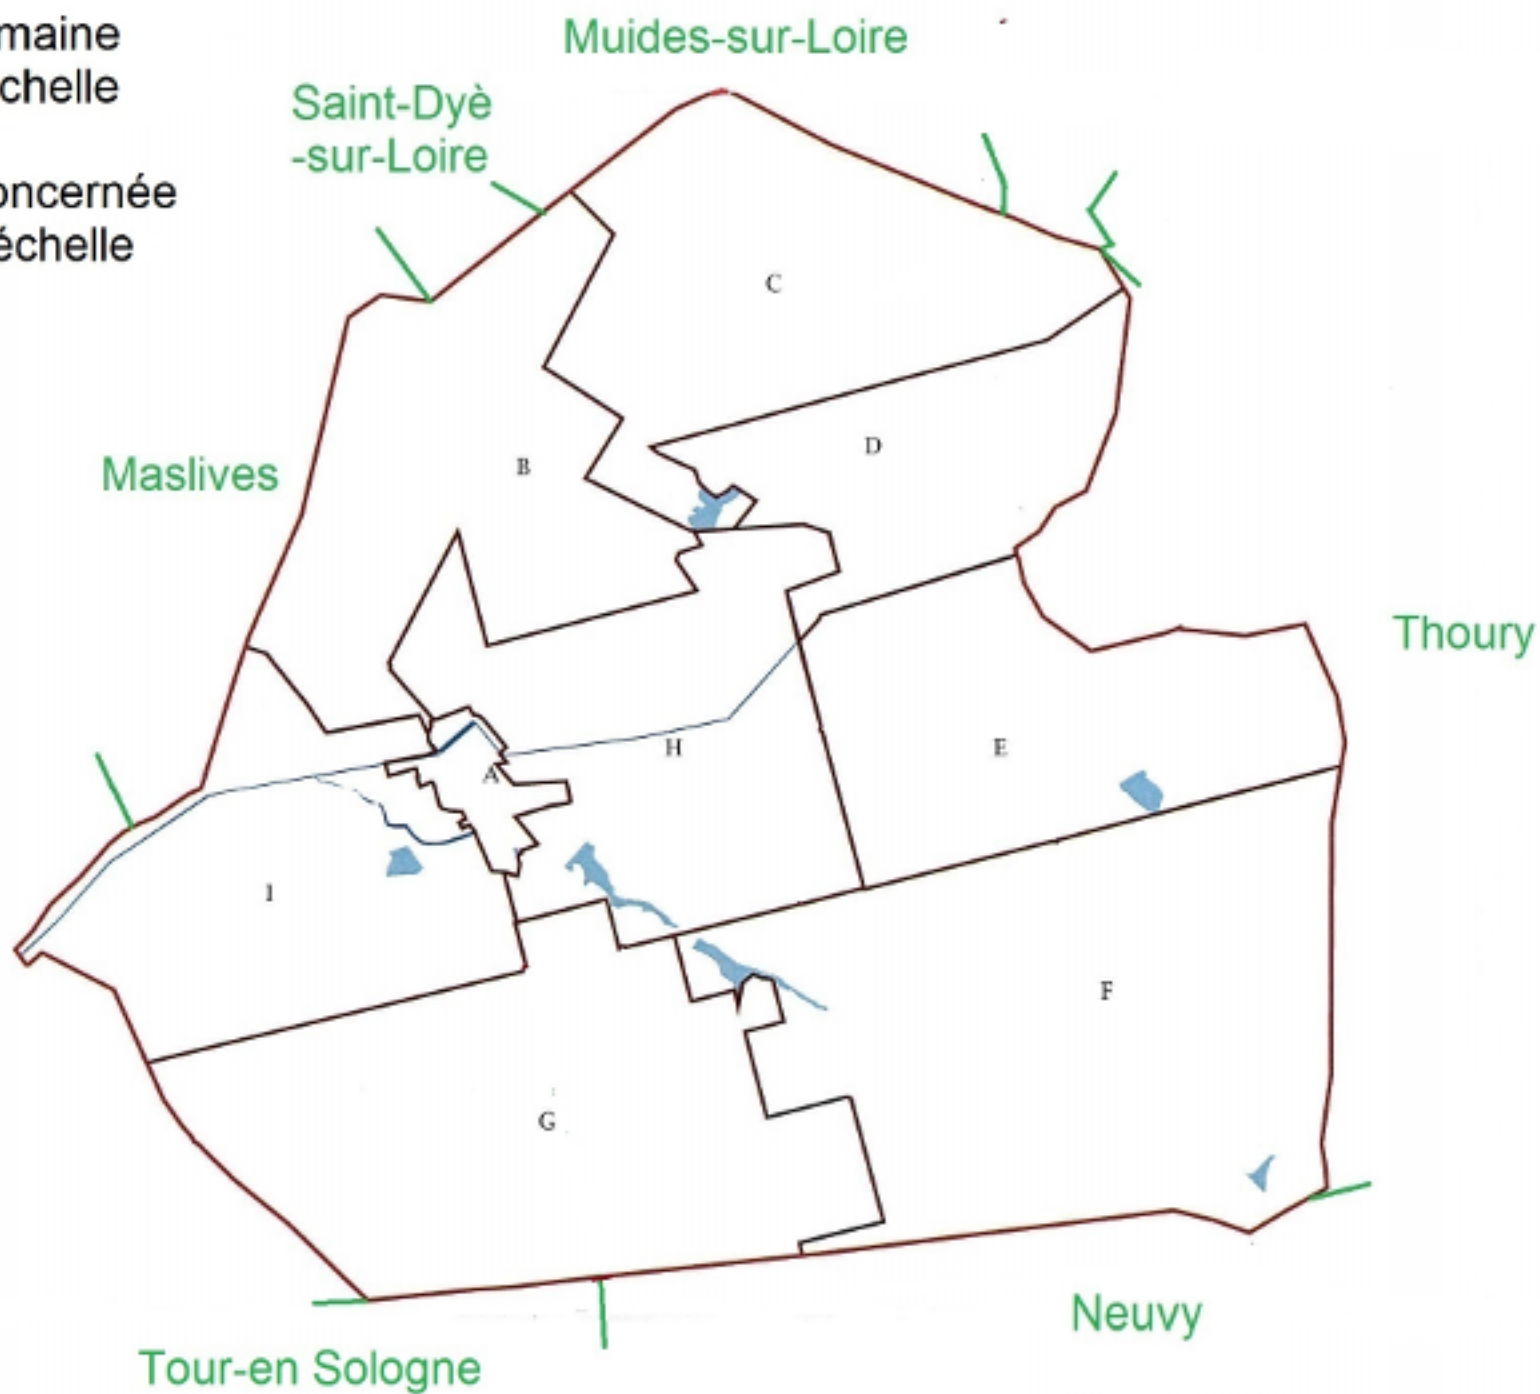 maine
chelle
oncernée
échelle
Muides-sur-Loire
Saint-Dyè
-sur-Loire
C
D
B
Maslives
Thoury
H
E
A
I
F
G
Neuvy
Tour-en Sologne